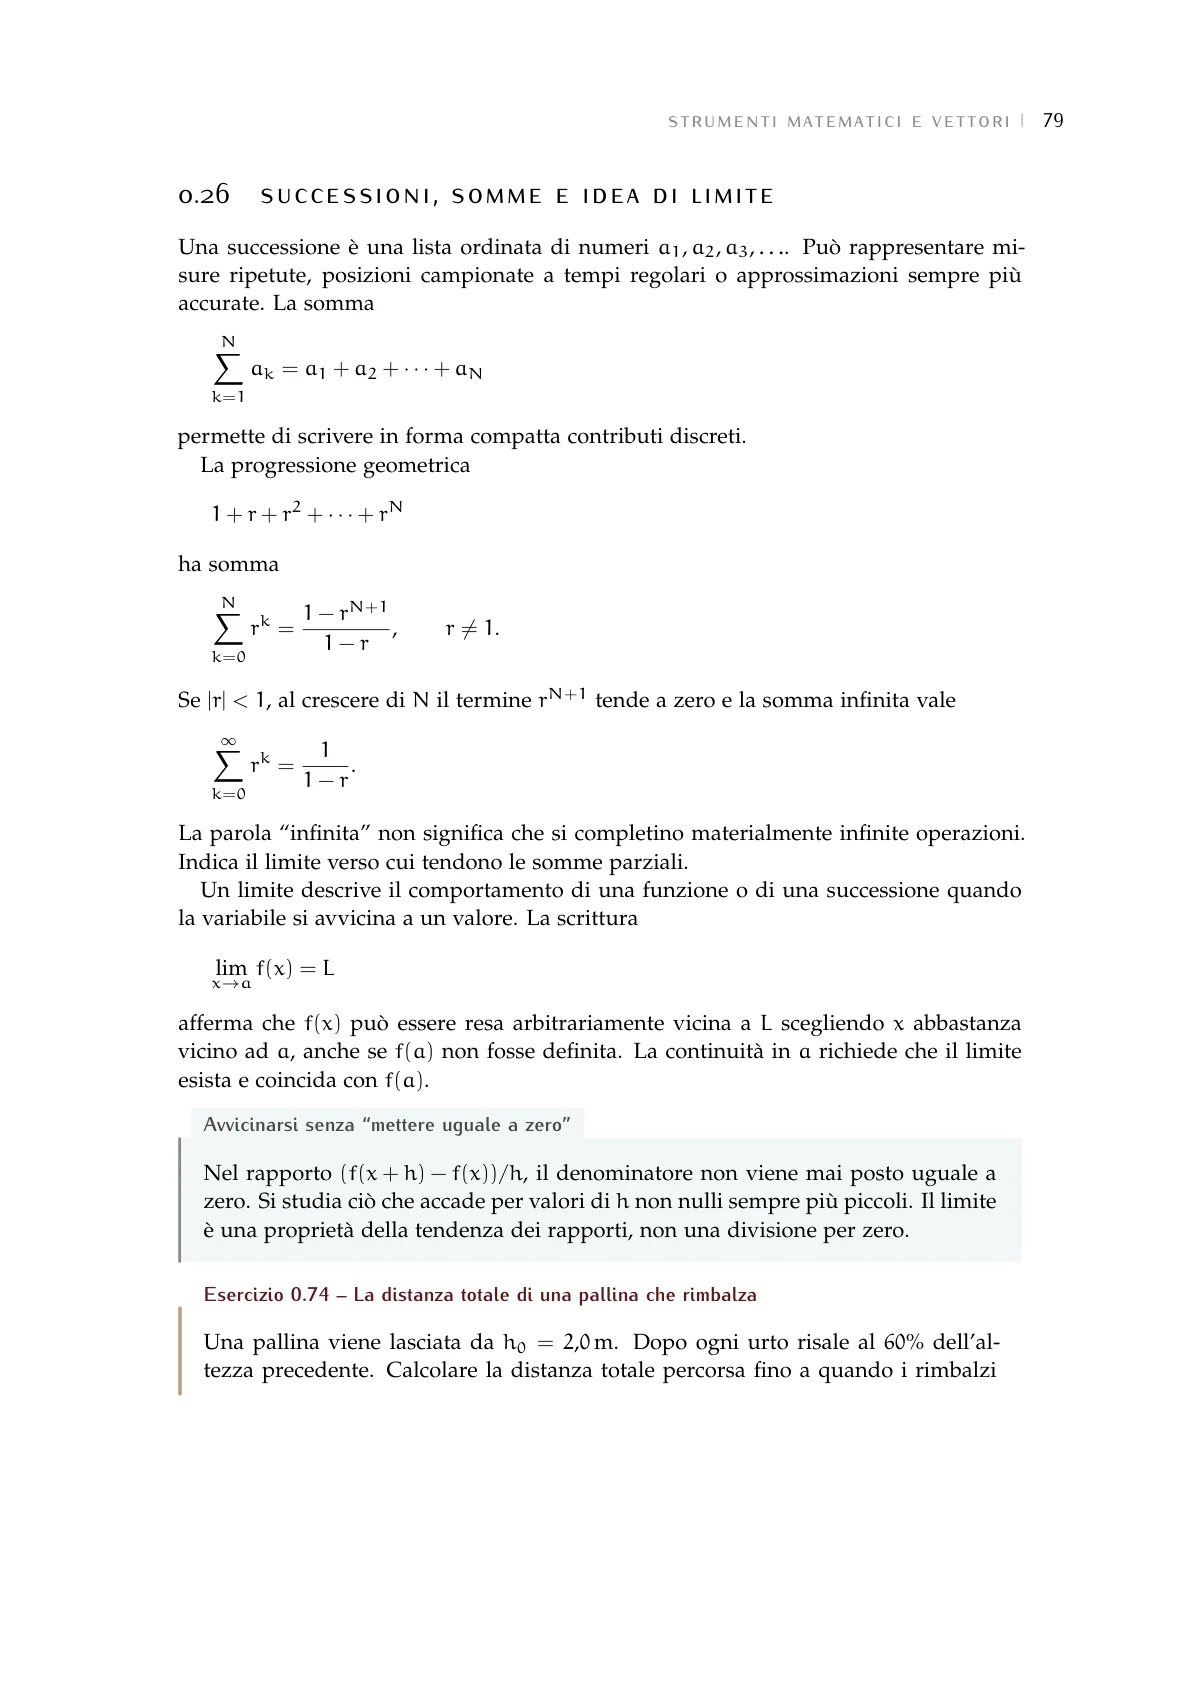 STRUMENTI MATEMATICI E VETTORI | 79
0.26 SUCCESSIONI, SOMME E IDEA DI LIMITE
Una successione è una lista ordinata di numeri a₁, a₂, a₃, .... Può rappresentare mi-
sure ripetute, posizioni campionate a tempi regolari o approssimazioni sempre più
accurate. La somma
∑_{k=1}^{N} a_k = a₁ + a₂ + ··· + a_N
permette di scrivere in forma compatta contributi discreti.
La progressione geometrica
1 + r + r² + ··· + r^N
ha somma
∑_{k=0}^{N} r^k = (1 − r^{N+1})/(1 − r), r ≠ 1.
Se |r| < 1, al crescere di N il termine r^{N+1} tende a zero e la somma infinita vale
∑_{k=0}^{∞} r^k = 1/(1 − r).
La parola “infinita” non significa che si completino materialmente infinite operazioni.
Indica il limite verso cui tendono le somme parziali.
Un limite descrive il comportamento di una funzione o di una successione quando
la variabile si avvicina a un valore. La scrittura
lim_{x→a} f(x) = L
afferma che f(x) può essere resa arbitrariamente vicina a L scegliendo x abbastanza
vicino ad a, anche se f(a) non fosse definita. La continuità in a richiede che il limite
esista e coincida con f(a).
Avvicinarsi senza “mettere uguale a zero”
Nel rapporto (f(x + h) − f(x))/h, il denominatore non viene mai posto uguale a
zero. Si studia ciò che accade per valori di h non nulli sempre più piccoli. Il limite
è una proprietà della tendenza dei rapporti, non una divisione per zero.
Esercizio 0.74 – La distanza totale di una pallina che rimbalza
Una pallina viene lasciata da h₀ = 2,0 m. Dopo ogni urto risale al 60% dell’al-
tezza precedente. Calcolare la distanza totale percorsa fino a quando i rimbalzi